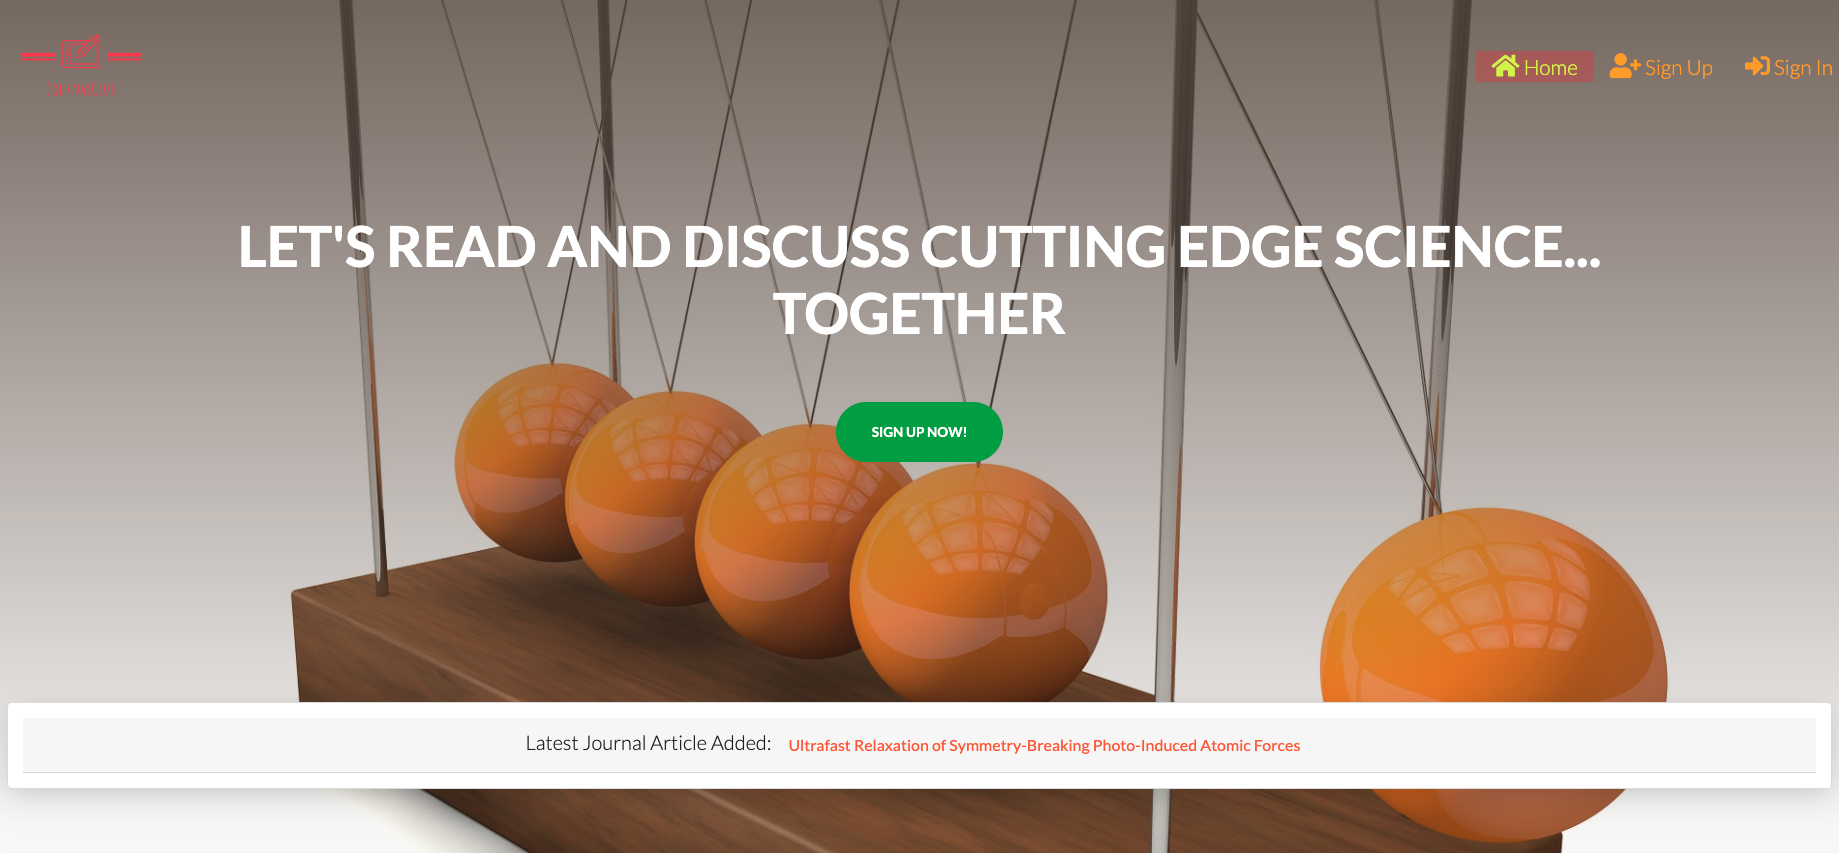 Home
Sign Up
Sign In
LET'S READ AND DISCUSS CUTTING EDGE SCIENCE...
TOGETHER
SIGN UP NOW!
Latest Journal Article Added: Ultrafast Relaxation of Symmetry-Breaking Photo-Induced Atomic Forces